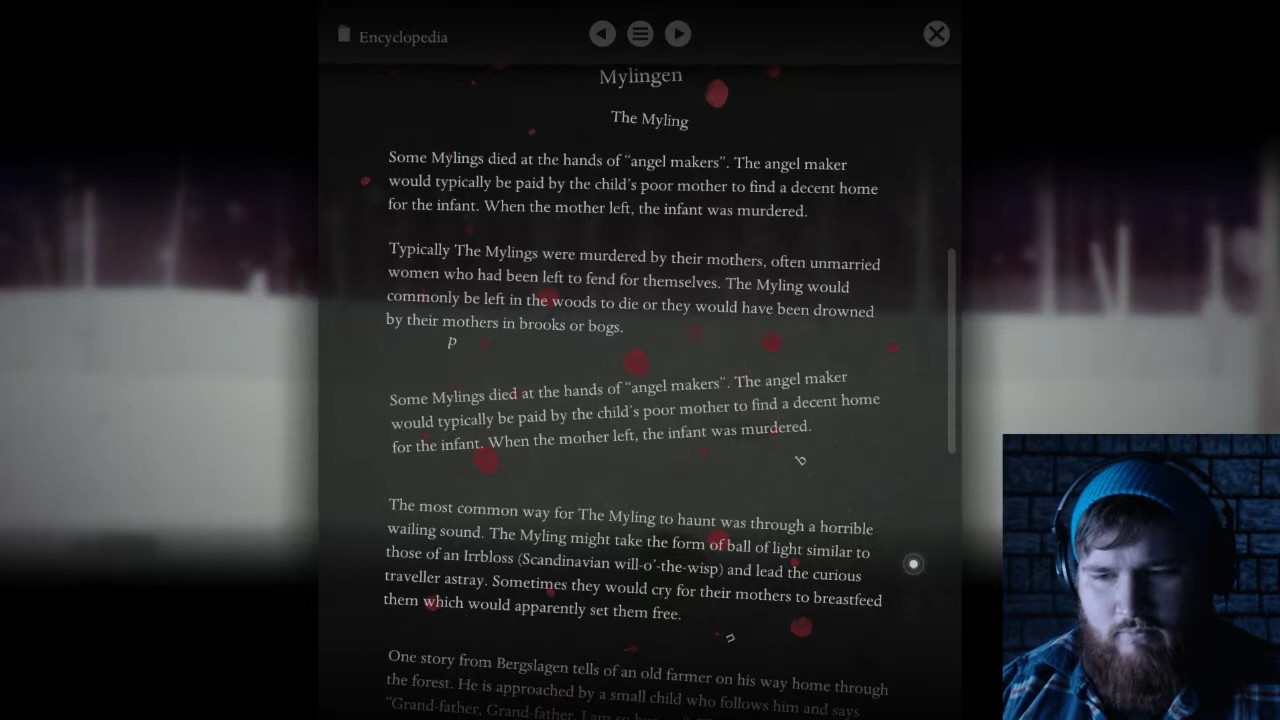 Encyclopedia
Mylingen
The Myling
Some Mylings died at the hands of “angel makers”. The angel maker
would typically be paid by the child's poor mother to find a decent home
for the infant. When the mother left, the infant was murdered.
Typically The Mylings were murdered by their mothers, often unmarried
women who had been left to fend for themselves. The Myling would
commonly be left in the woods to die or they would have been drowned
by their mothers in brooks or bogs.
p
Some Mylings died at the hands of “angel makers”. The angel maker
would typically be paid by the child's poor mother to find a decent home
for the infant. When the mother left, the infant was murdered.
b
The most common way for The Myling to haunt was through a horrible
wailing sound. The Myling might take the form of ball of light similar to
those of an Irrbloss (Scandinavian will-o'-the-wisp) and lead the curious
traveller astray. Sometimes they would cry for their mothers to breastfeed
them which would apparently set them free.
n
One story from Bergslagen tells of an old farmer on his way home through
the forest. He is approached by a small child who follows him and says
“Grand-father, Grand-father, I am so